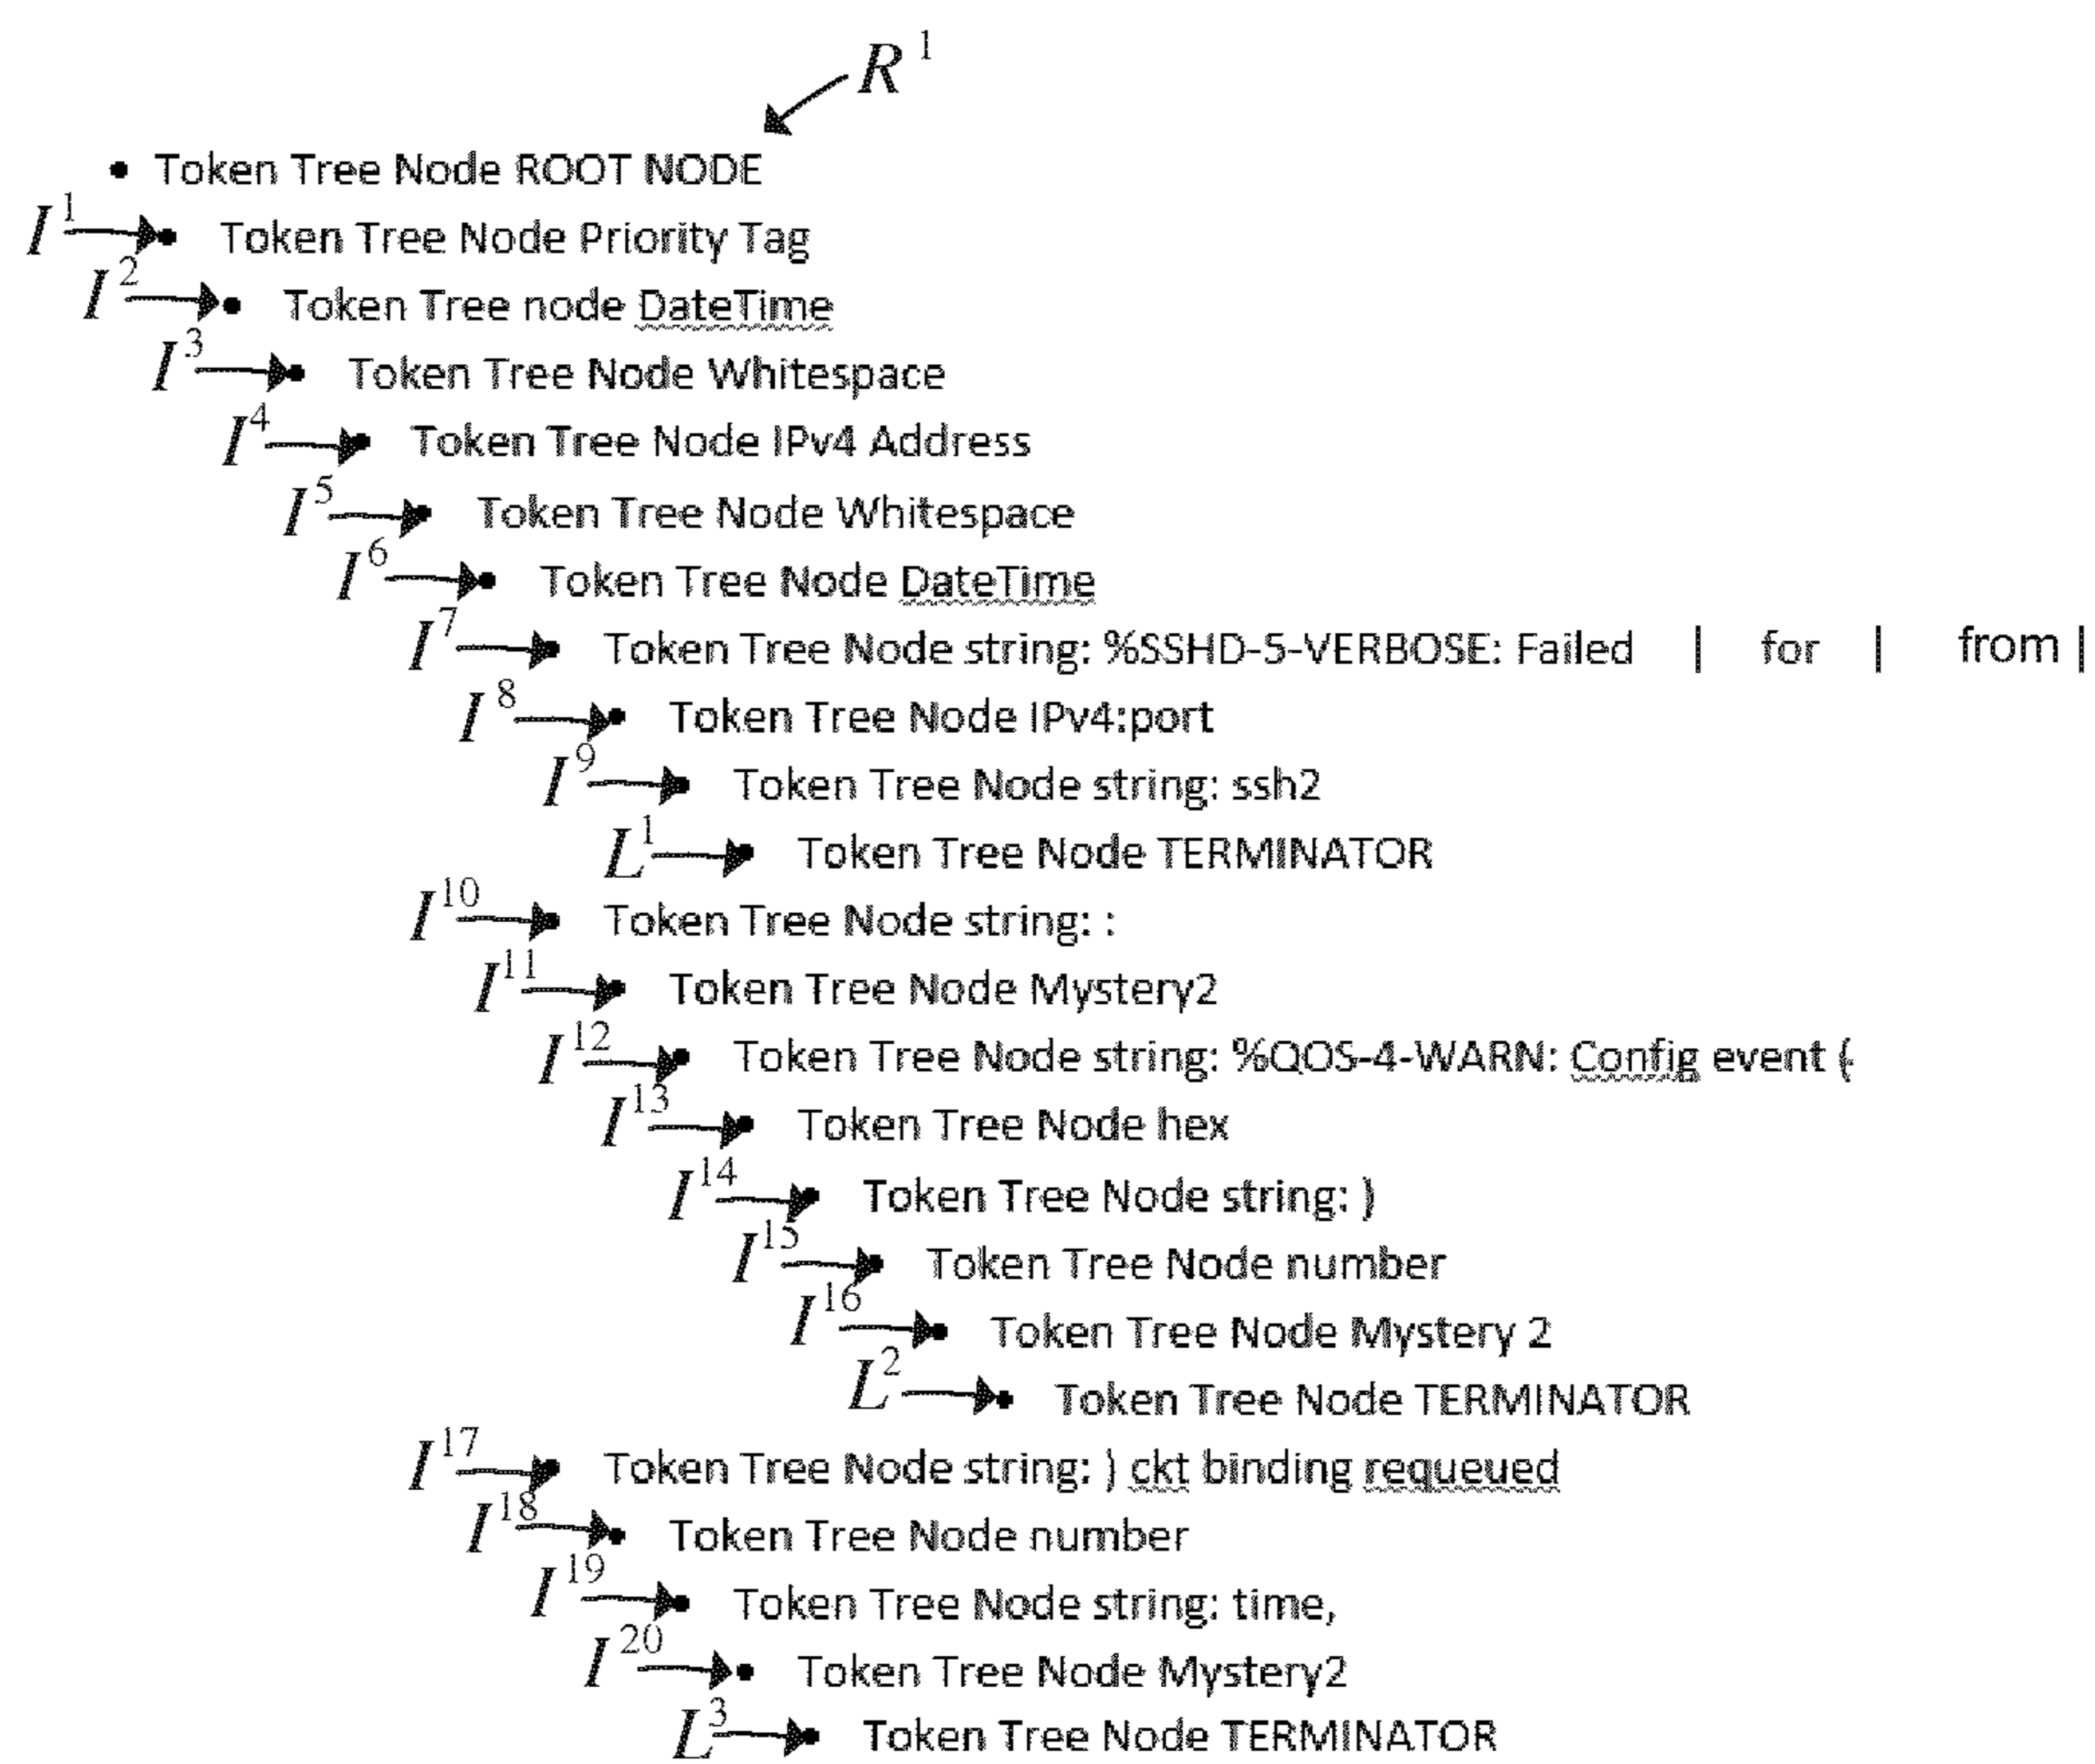 R¹
• Token Tree Node ROOT NODE
I¹ • Token Tree Node Priority Tag
I² • Token Tree node DateTime
I³ • Token Tree Node Whitespace
I⁴ • Token Tree Node IPv4 Address
I⁵ • Token Tree Node Whitespace
I⁶ • Token Tree Node DateTime
I⁷ • Token Tree Node string: %SSHD-5-VERBOSE: Failed | for | from |
I⁸ • Token Tree Node IPv4:port
I⁹ • Token Tree Node string: ssh2
L¹ • Token Tree Node TERMINATOR
I¹⁰ • Token Tree Node string: :
I¹¹ • Token Tree Node Mystery2
I¹² • Token Tree Node string: %QOS-4-WARN: Config event (
I¹³ • Token Tree Node hex
I¹⁴ • Token Tree Node string: )
I¹⁵ • Token Tree Node number
I¹⁶ • Token Tree Node Mystery 2
L² • Token Tree Node TERMINATOR
I¹⁷ • Token Tree Node string: ) ckt binding requeued
I¹⁸ • Token Tree Node number
I¹⁹ • Token Tree Node string: time,
I²⁰ • Token Tree Node Mystery2
L³ • Token Tree Node TERMINATOR